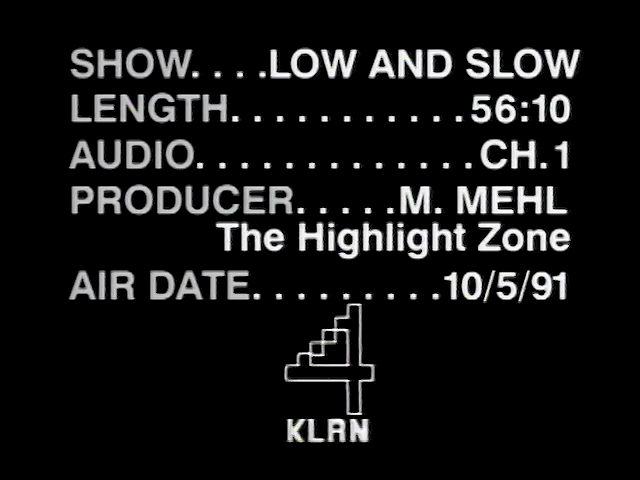 SHOW. . . .LOW AND SLOW
LENGTH. . . . . . . . . . .56:10
AUDIO. . . . . . . . . . . . .CH.1
PRODUCER. . . . .M. MEHL
The Highlight Zone
AIR DATE. . . . . . . . .10/5/91
4
KLRN